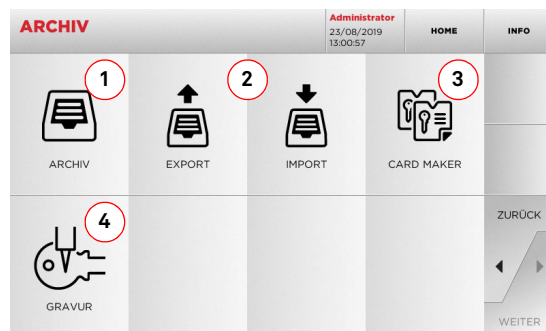 ARCHIV
Administrator
23/08/2019
13:00:57
HOME
INFO
1
2
3
ARCHIV
EXPORT
IMPORT
CARD MAKER
4
ZURÜCK
GRAVUR
WEITER